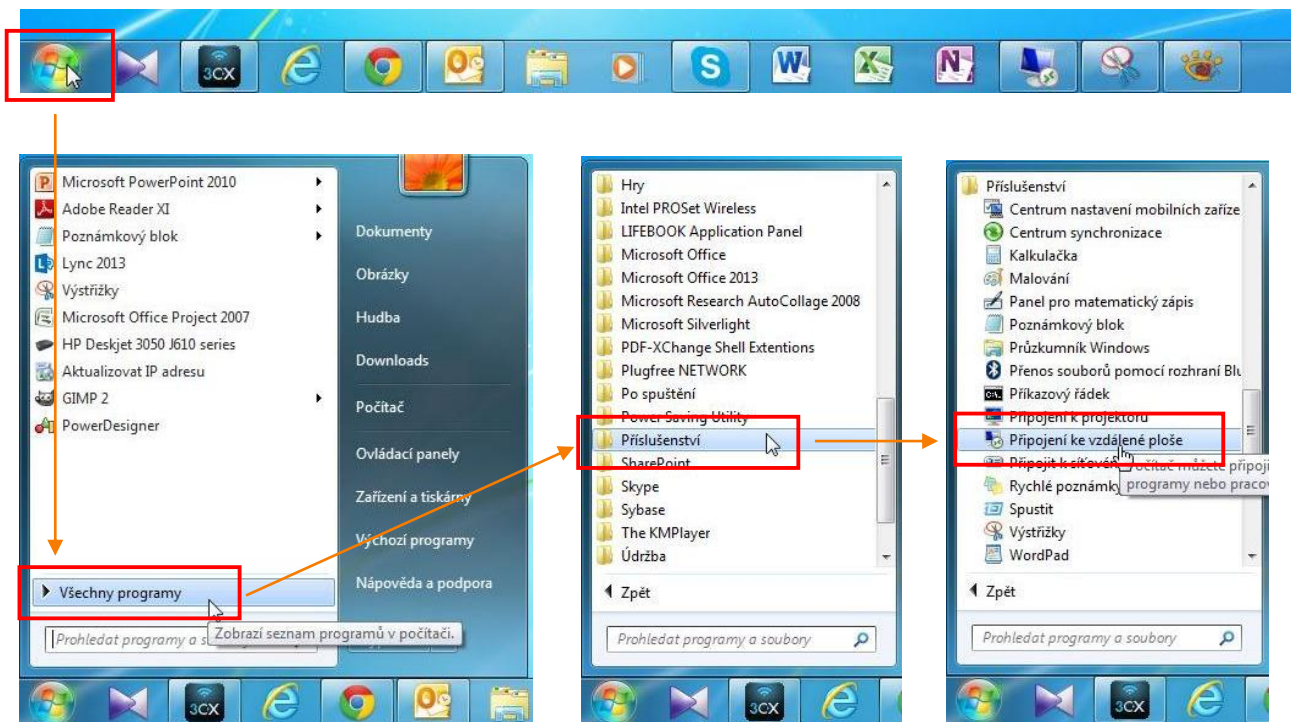 3CX
Microsoft PowerPoint 2010
Adobe Reader XI
Poznámkový blok
Lync 2013
Výstřižky
Microsoft Office Project 2007
HP Deskjet 3050 J610 series
Aktualizovat IP adresu
GIMP 2
PowerDesigner
Všechny programy
Prohledat programy a s
Zobrazí seznam programů v počítači.
Dokumenty
Obrázky
Hudba
Downloads
Počítač
Ovládací panely
Zařízení a tiskárny
Výchozí programy
Nápověda a podpora
3CX
Hry
Intel PROSet Wireless
LIFEBOOK Application Panel
Microsoft Office
Microsoft Office 2013
Microsoft Research AutoCollage 2008
Microsoft Silverlight
PDF-XChange Shell Extentions
Plugfree NETWORK
Po spuštění
Power Saving Utility
Příslušenství
SharePoint
Skype
Sybase
The KMPlayer
Údržba
Zpět
Prohledat programy a soubory
3CX
Příslušenství
Centrum nastavení mobilních zaříze
Centrum synchronizace
Kalkulačka
Malování
Panel pro matematický zápis
Poznámkový blok
Průzkumník Windows
Přenos souborů pomocí rozhraní Blu
Příkazový řádek
Připojení k projektoru
Připojení ke vzdálené ploše
Připojit k síťové
očítač můžete připoji
Rychlé poznámky
programy nebo praco
Spustit
Výstřižky
WordPad
Zpět
Prohledat programy a soubory
3CX